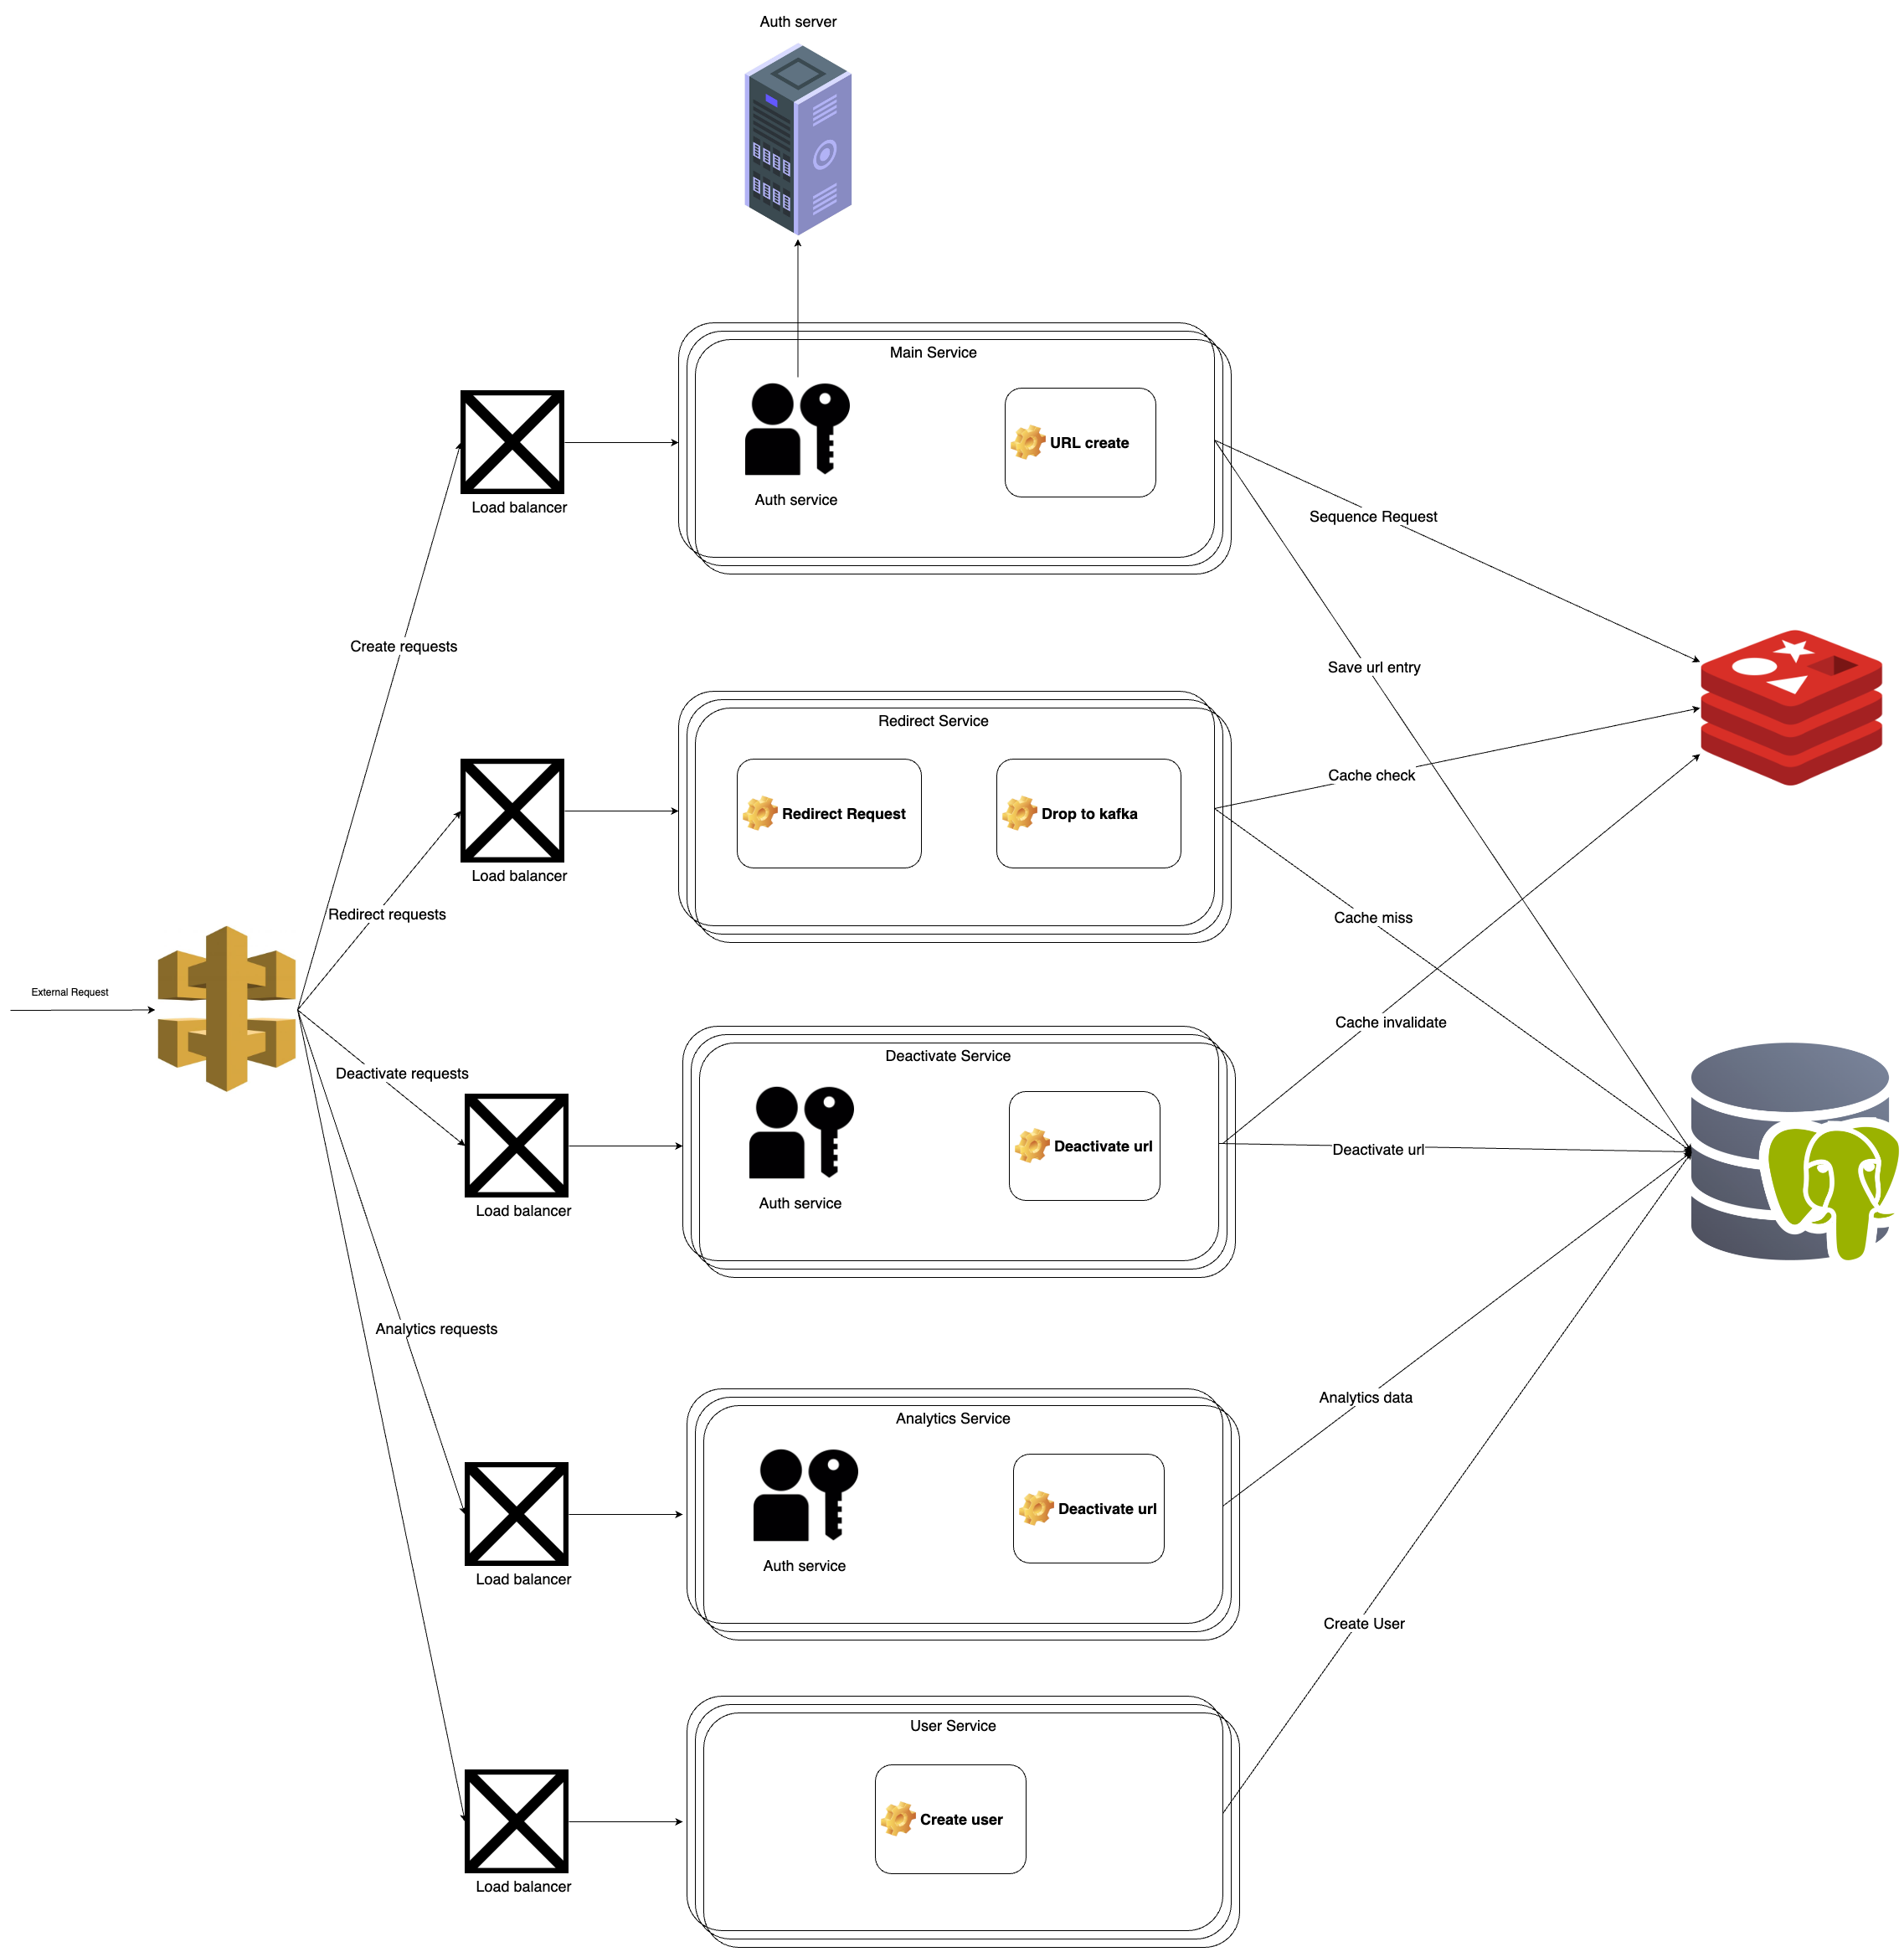 Auth server
Main Service
URL create
Auth service
Load balancer
Sequence Request
Create requests
Save url entry
Redirect Service
Cache check
Redirect Request
Drop to kafka
Load balancer
Redirect requests
Cache miss
External Request
Cache invalidate
Deactivate Service
Deactivate requests
Deactivate url
Deactivate url
Auth service
Load balancer
Analytics requests
Analytics data
Analytics Service
Deactivate url
Auth service
Load balancer
Create User
User Service
Create user
Load balancer